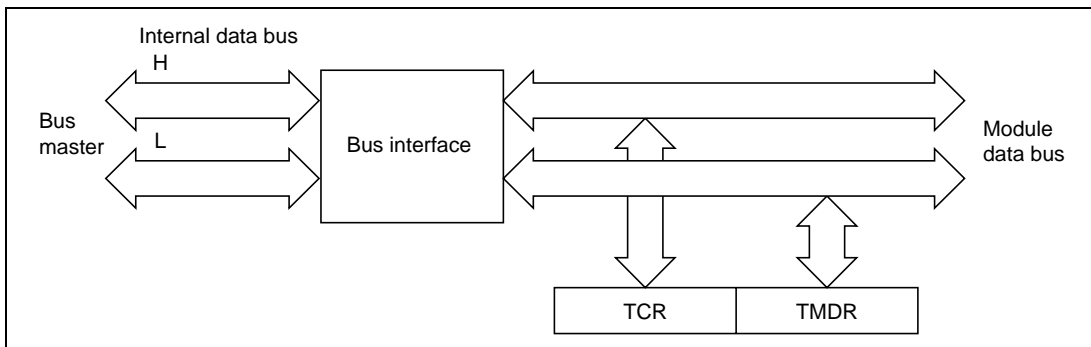 Internal data bus
H
Bus
master
L
Bus interface
Module
data bus
TCR
TMDR